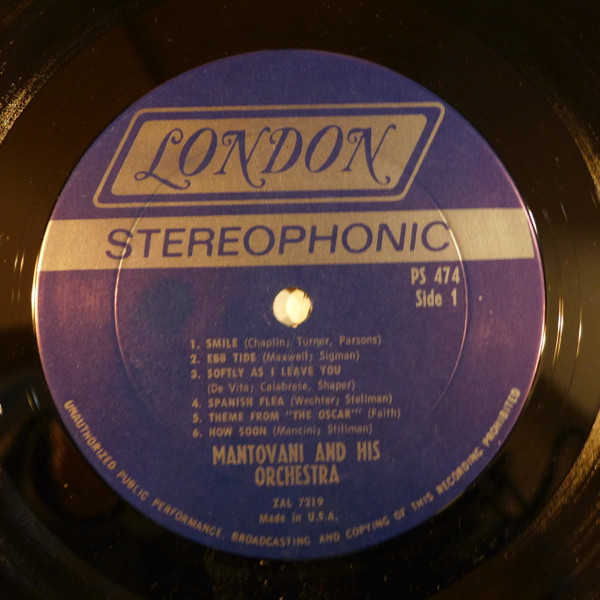 LONDON
STEREOPHONIC
PS 474
Side 1
1. SMILE (Chaplin; Turner, Parsons)
2. EBB TIDE (Maxwell; Sigman)
3. SOFTLY AS I LEAVE YOU
(De Vita; Calabrese, Shaper)
4. SPANISH FLEA (Wechter; Stellman)
5. THEME FROM "THE OSCAR" (Faith)
6. HOW SOON (Mancini; Stillman)
MANTOVANI AND HIS
ORCHESTRA
ZAL 7219
Made in U.S.A.
UNAUTHORIZED PUBLIC PERFORMANCE, BROADCASTING AND COPYING OF THIS RECORDING PROHIBITED